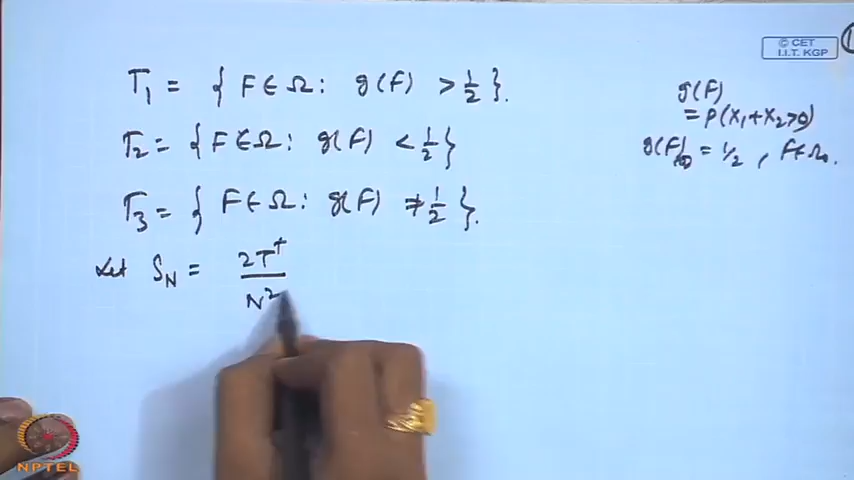 © CET
I.I.T. KGP
T₁ = { F ∈ Ω : g(F) > 1/2 }.
T₂ = { F ∈ Ω : g(F) < 1/2 }
T₃ = { F ∈ Ω : g(F) ≠ 1/2 }.
Let S_N = 2T⁺ / N²
g(F)
= P(X₁+X₂>0)
g(F) = 1/2 , F∈Ω₀.
NPTEL